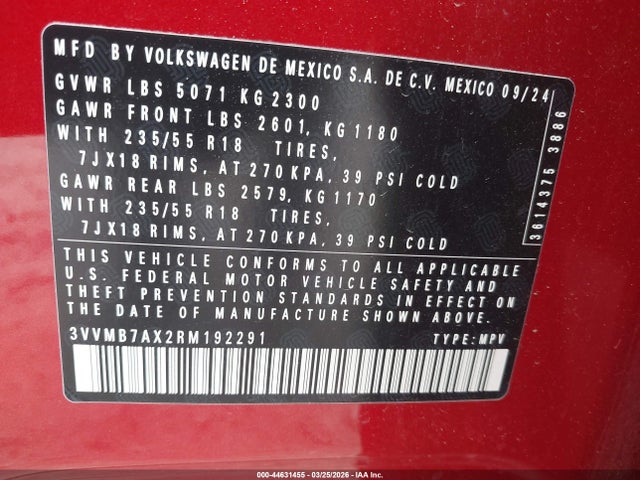 MFD BY VOLKSWAGEN DE MEXICO S.A. DE C.V. MEXICO 09/24
GVWR LBS 5071 KG 2300
GAWR FRONT LBS 2601, KG 1180
WITH 235/55 R18 TIRES,
7JX18 RIMS, AT 270 KPA, 39 PSI COLD
GAWR REAR LBS 2579, KG 1170
WITH 235/55 R18 TIRES,
7JX18 RIMS, AT 270 KPA, 39 PSI COLD
THIS VEHICLE CONFORMS TO ALL APPLICABLE
U.S. FEDERAL MOTOR VEHICLE SAFETY AND
THEFT PREVENTION STANDARDS IN EFFECT ON
THE DATE OF MANUFACTURE SHOWN ABOVE.
3VVMB7AX2RM192291 TYPE: MPV
3614375 3886
000-44631455 - 03/25/2026 - IAA Inc.